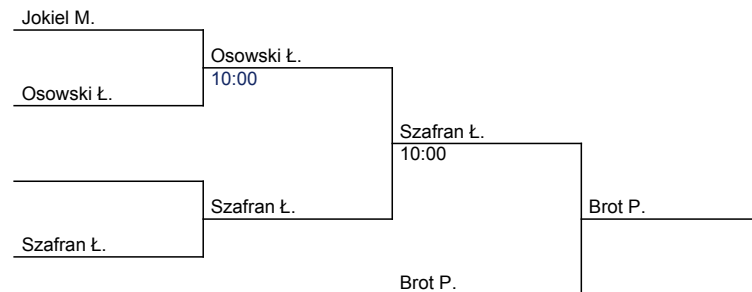 Jokiel M.
Osowski Ł.
10:00
Osowski Ł.
Szafran Ł.
10:00
Szafran Ł.
Brot P.
Szafran Ł.
Brot P.